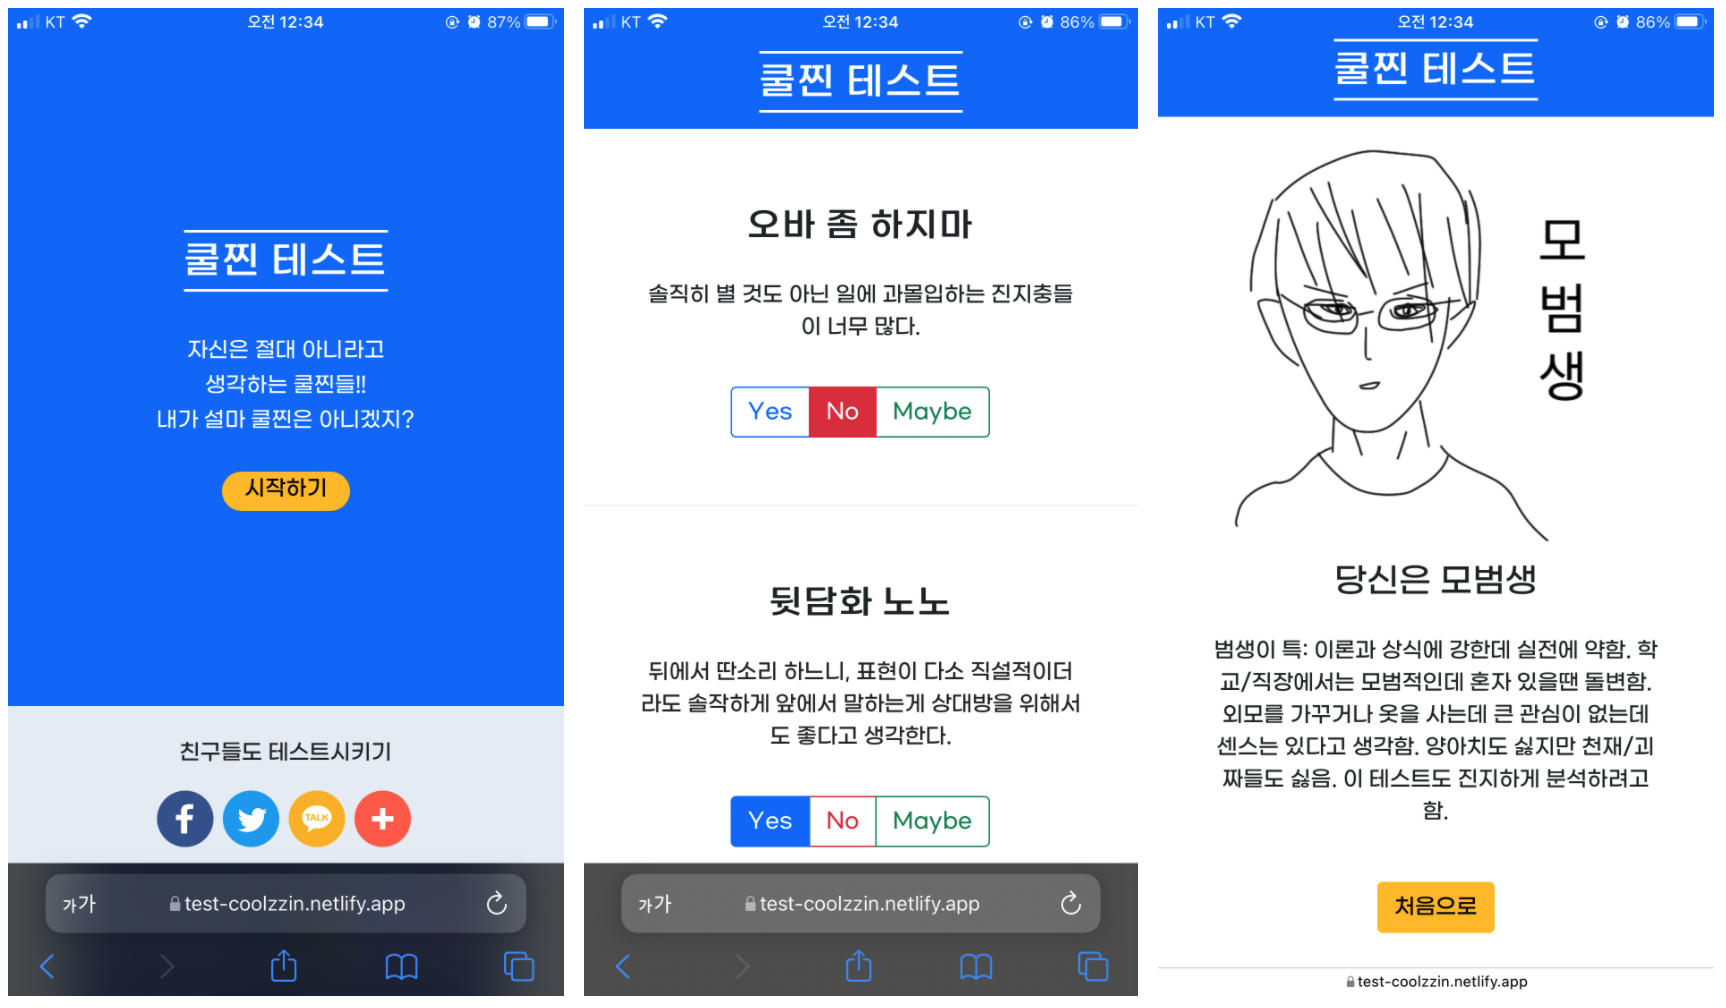 KT 오전 12:34 87%
쿨찐 테스트
자신은 절대 아니라고
생각하는 쿨찐들!!
내가 설마 쿨찐은 아니겠지?
시작하기
친구들도 테스트시키기
f TALK +
가가 test-coolzzin.netlify.app
KT 오전 12:34 86%
쿨찐 테스트
오바 좀 하지마
솔직히 별 것도 아닌 일에 과몰입하는 진지충들
이 너무 많다.
Yes No Maybe
뒷담화 노노
뒤에서 딴소리 하느니, 표현이 다소 직설적이더
라도 솔작하게 앞에서 말하는게 상대방을 위해서
도 좋다고 생각한다.
Yes No Maybe
가가 test-coolzzin.netlify.app
KT 오전 12:34 86%
쿨찐 테스트
모범생
당신은 모범생
범생이 특: 이론과 상식에 강한데 실전에 약함. 학
교/직장에서는 모범적인데 혼자 있을땐 돌변함.
외모를 가꾸거나 옷을 사는데 큰 관심이 없는데
센스는 있다고 생각함. 양아치도 싫지만 천재/괴
짜들도 싫음. 이 테스트도 진지하게 분석하려고
함.
처음으로
test-coolzzin.netlify.app